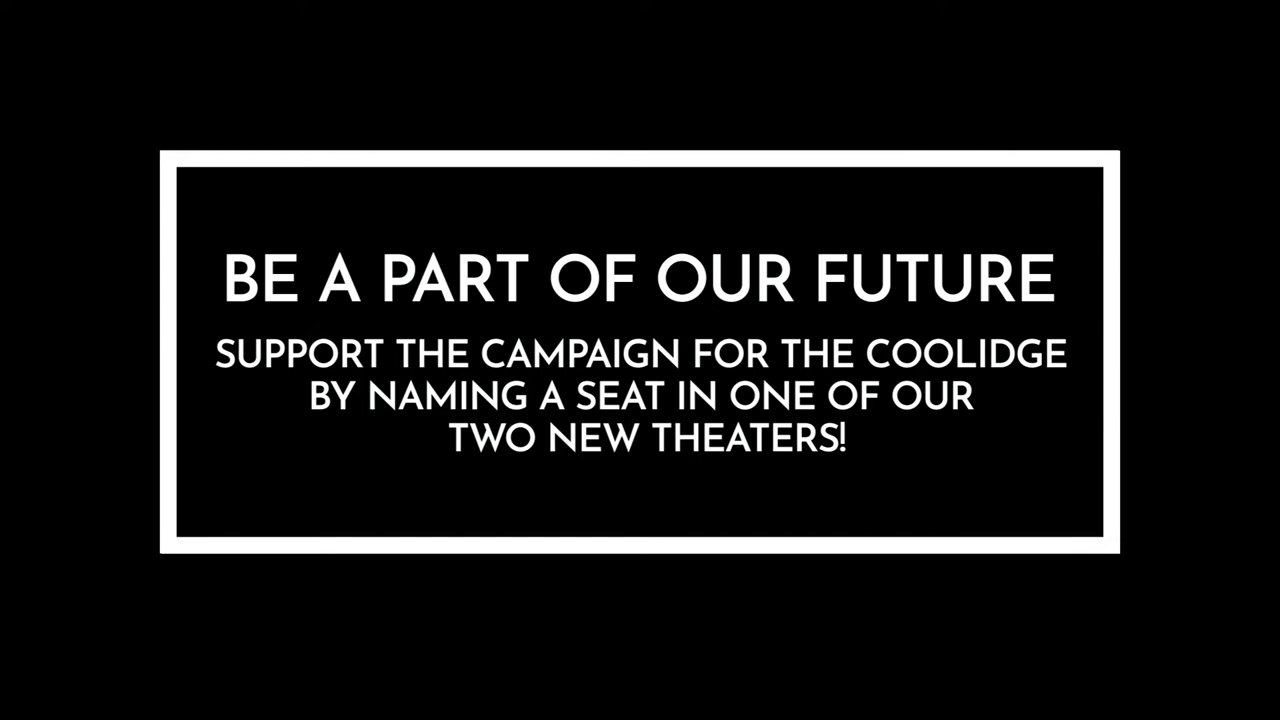 BE A PART OF OUR FUTURE
SUPPORT THE CAMPAIGN FOR THE COOLIDGE
BY NAMING A SEAT IN ONE OF OUR
TWO NEW THEATERS!